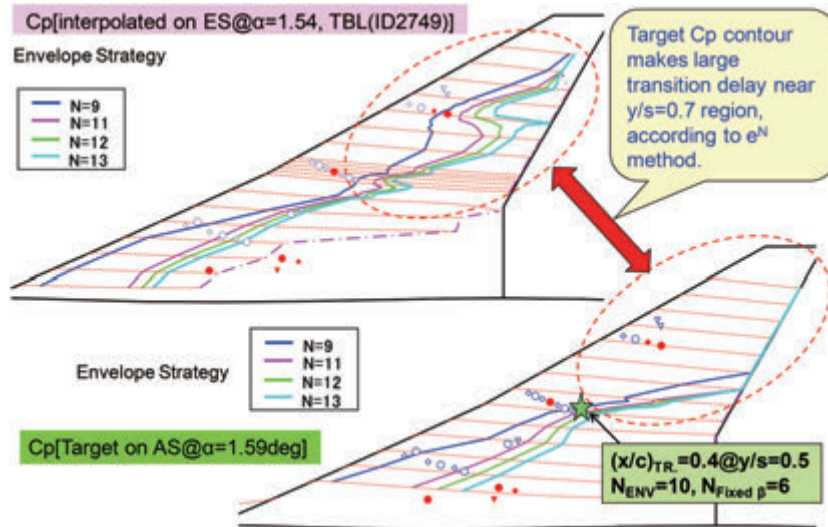 Cp[interpolated on ES@α=1.54, TBL(ID2749)]
Envelope Strategy
N=9
N=11
N=12
N=13
Target Cp contour
makes large
transition delay near
y/s=0.7 region,
according to eᴺ
method.
N=9
N=11
N=12
N=13
Envelope Strategy
Cp[Target on AS@α=1.59deg]
(x/c)TR.=0.4@y/s=0.5
NENV=10, NFixed β=6